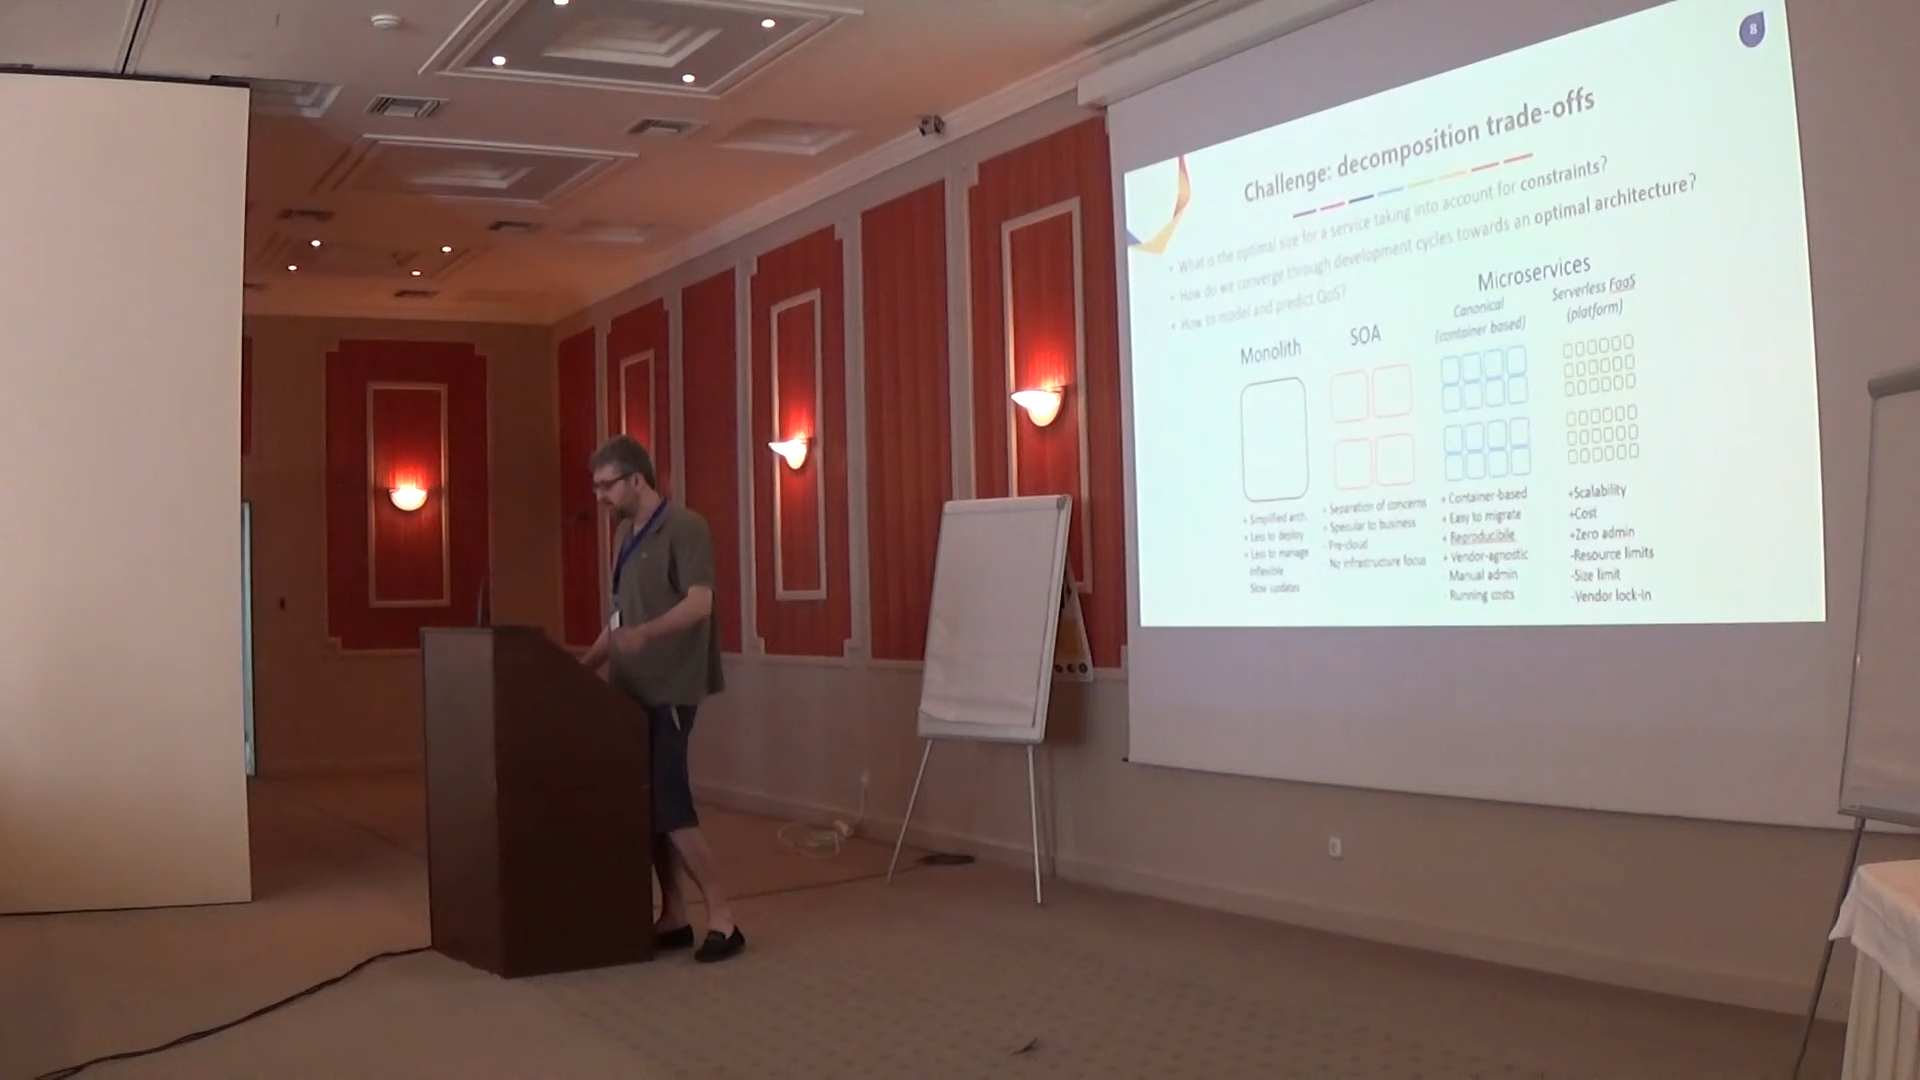 8
Challenge: decomposition trade-offs
• What is the optimal size for a service taking into account for constraints?
• How do we converge through development cycles towards an optimal architecture?
• How to model and predict QoS?
Microservices
Monolith
SOA
Canonical
(container based)
Serverless FaaS
(platform)
+ Simplified arch.
+ Less to deploy
+ Less to manage
Inflexible
Slow updates
+ Separation of concerns
+ Specular to business
- Pre-cloud
- No infrastructure focus
+ Container-based
+ Easy to migrate
+ Reproducibile
+ Vendor-agnostic
- Manual admin
- Running costs
+Scalability
+Cost
+Zero admin
-Resource limits
-Size limit
-Vendor lock-in